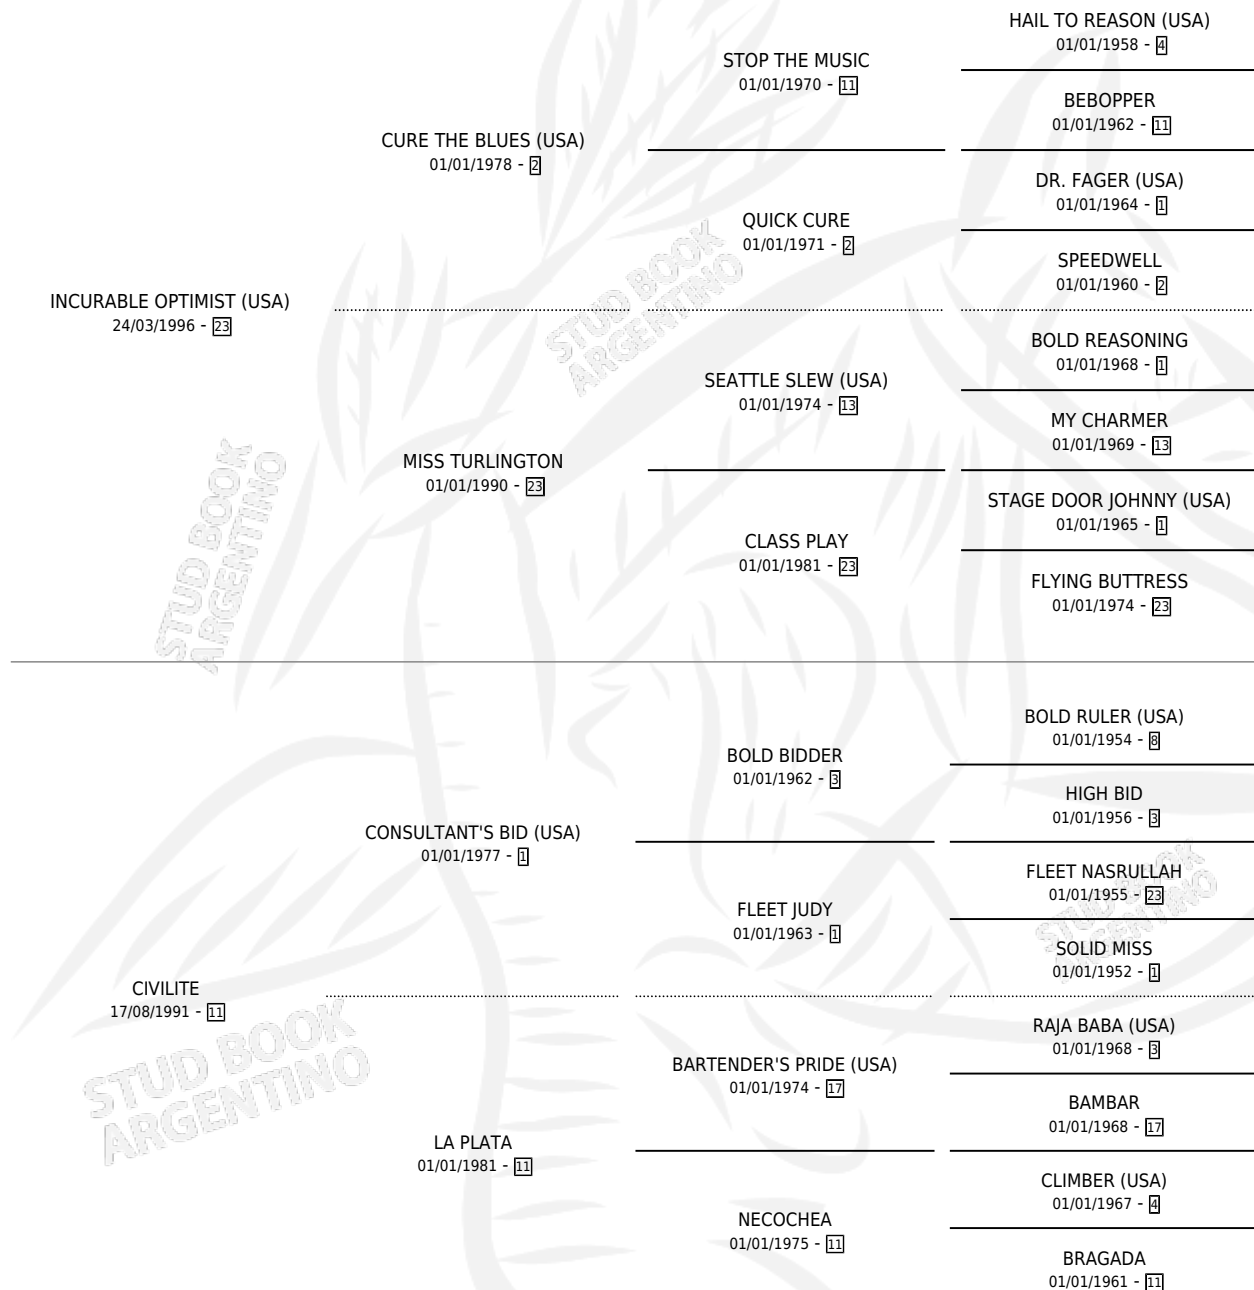 HAIL TO REASON (USA)
01/01/1958 - 4
STOP THE MUSIC
01/01/1970 - 11
BEBOPPER
01/01/1962 - 11
CURE THE BLUES (USA)
01/01/1978 - 2
DR. FAGER (USA)
01/01/1964 - 1
QUICK CURE
01/01/1971 - 2
SPEEDWELL
01/01/1960 - 2
INCURABLE OPTIMIST (USA)
24/03/1996 - 23
STUD BOOK
ARGENTINO
BOLD REASONING
01/01/1968 - 1
SEATTLE SLEW (USA)
01/01/1974 - 13
MY CHARMER
01/01/1969 - 13
MISS TURLINGTON
01/01/1990 - 23
STAGE DOOR JOHNNY (USA)
01/01/1965 - 1
CLASS PLAY
01/01/1981 - 23
FLYING BUTTRESS
01/01/1974 - 23
STUD BOOK
ARGENTINO
BOLD RULER (USA)
01/01/1954 - 8
BOLD BIDDER
01/01/1962 - 3
HIGH BID
01/01/1956 - 3
CONSULTANT'S BID (USA)
01/01/1977 - 1
FLEET NASRULLAH
01/01/1955 - 23
STUD BOOK
ARGENTINO
FLEET JUDY
01/01/1963 - 1
SOLID MISS
01/01/1952 - 1
CIVILITE
17/08/1991 - 11
STUD BOOK
ARGENTINO
RAJA BABA (USA)
01/01/1968 - 3
BARTENDER'S PRIDE (USA)
01/01/1974 - 17
BAMBAR
01/01/1968 - 17
LA PLATA
01/01/1981 - 11
CLIMBER (USA)
01/01/1967 - 4
NECOCHEA
01/01/1975 - 11
BRAGADA
01/01/1961 - 11